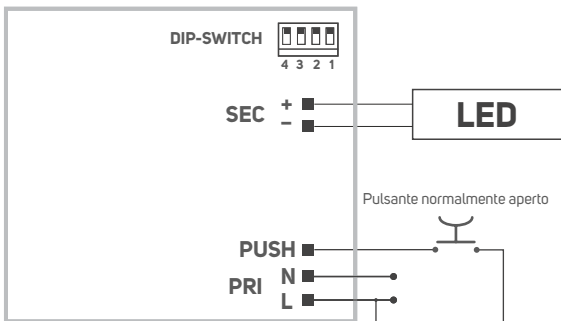 DIP-SWITCH
4 3 2 1
SEC + −
LED
Pulsante normalmente aperto
PUSH
PRI N
L